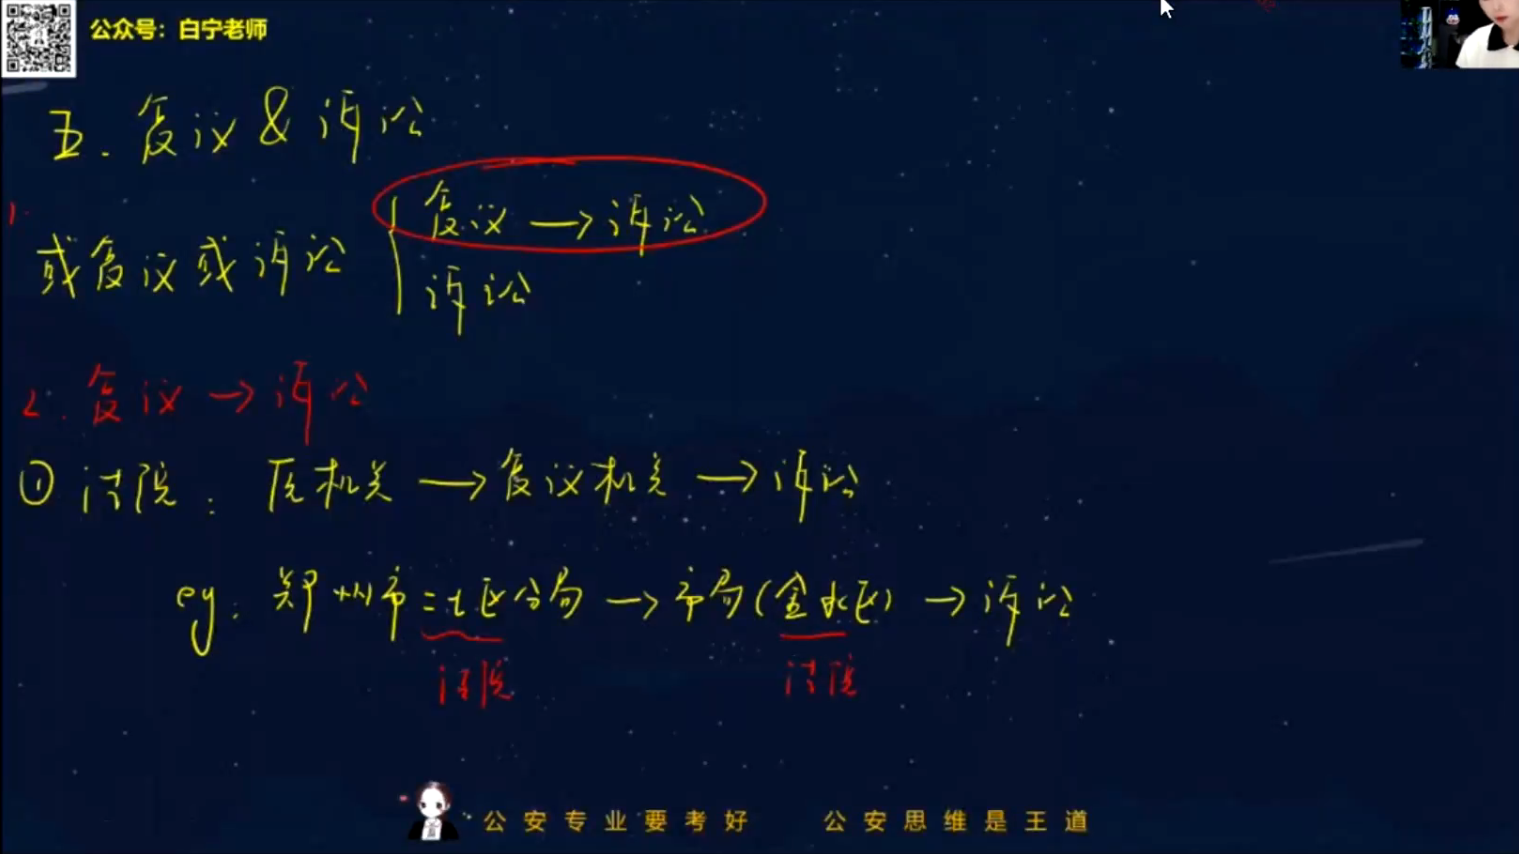 公众号：白宁老师
五. 复议 & 诉讼
1. 或复议或诉讼 { 复议 → 诉讼
诉讼
2. 复议 → 诉讼
① 法院: 原机关 → 复议机关 → 诉讼
eg. 郑州市二七区分局 → 市局(金水区) → 诉讼
法院 法院
公安专业要考好 公安思维是王道